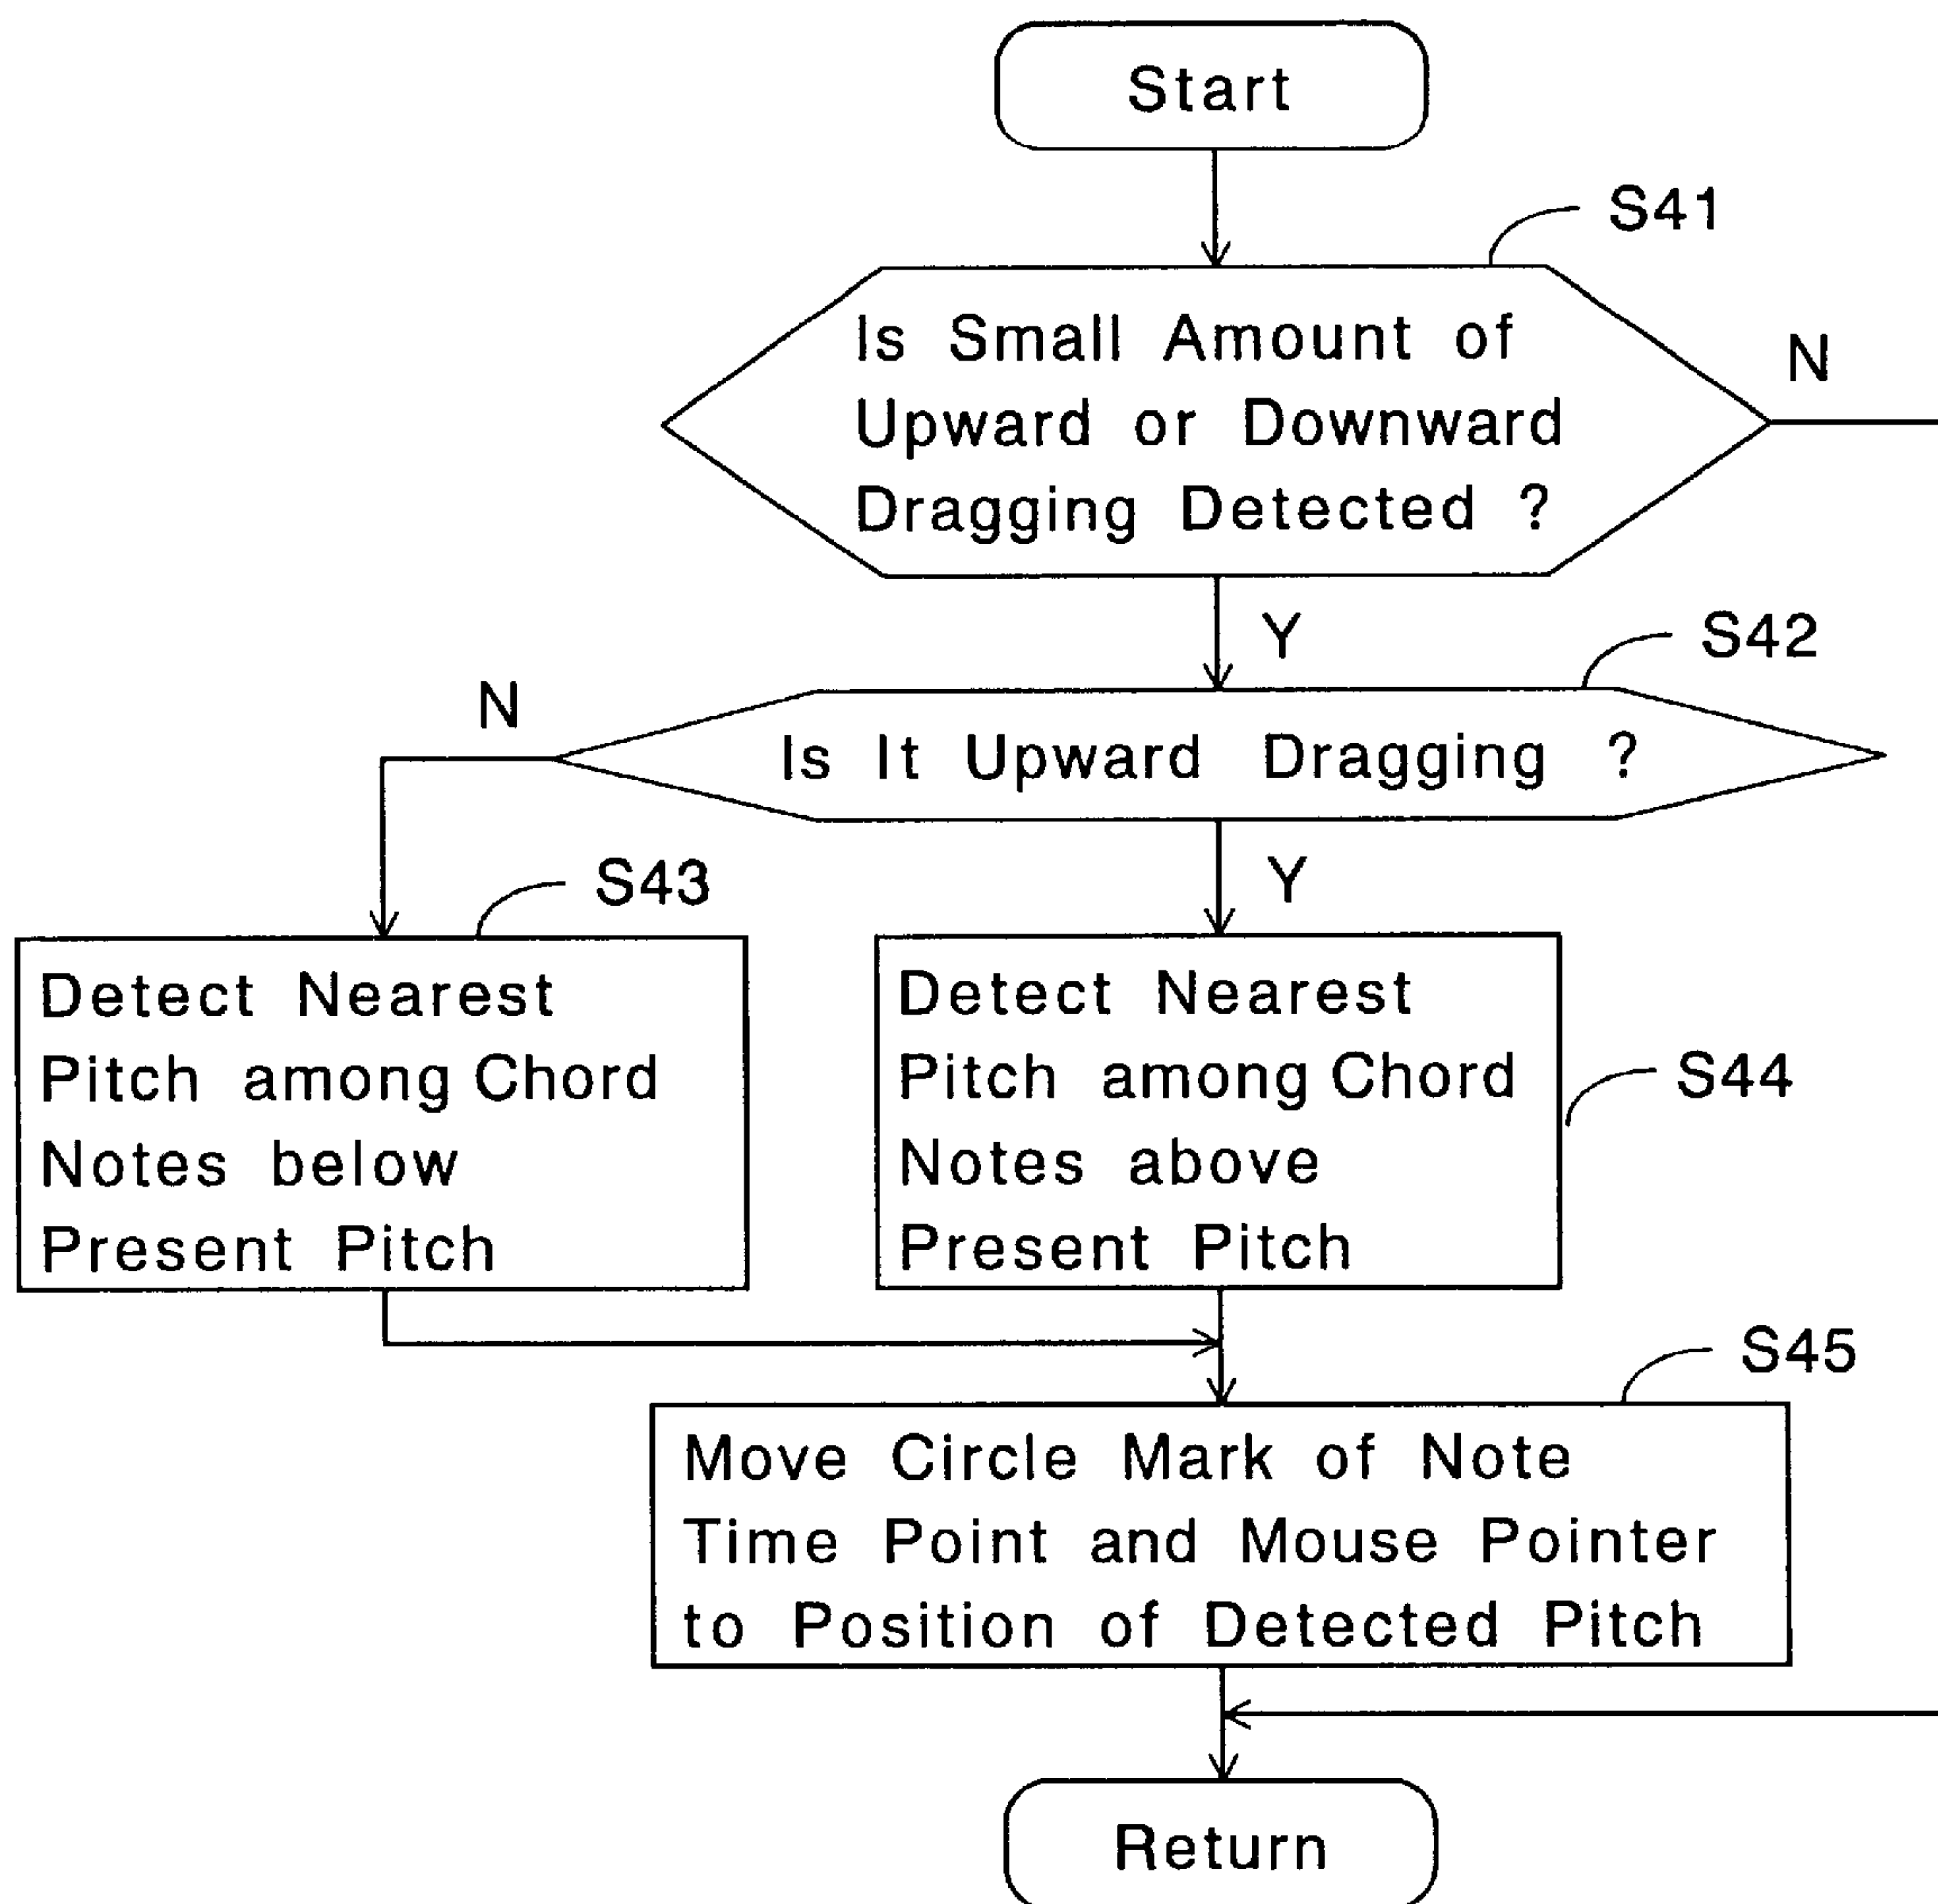 Start
S41
Is Small Amount of
Upward or Downward
Dragging Detected ?
N
Y
S42
N
Is It Upward Dragging ?
S43
Y
Detect Nearest
Pitch among Chord
Notes below
Present Pitch
Detect Nearest
Pitch among Chord
Notes above
Present Pitch
S44
S45
Move Circle Mark of Note
Time Point and Mouse Pointer
to Position of Detected Pitch
Return